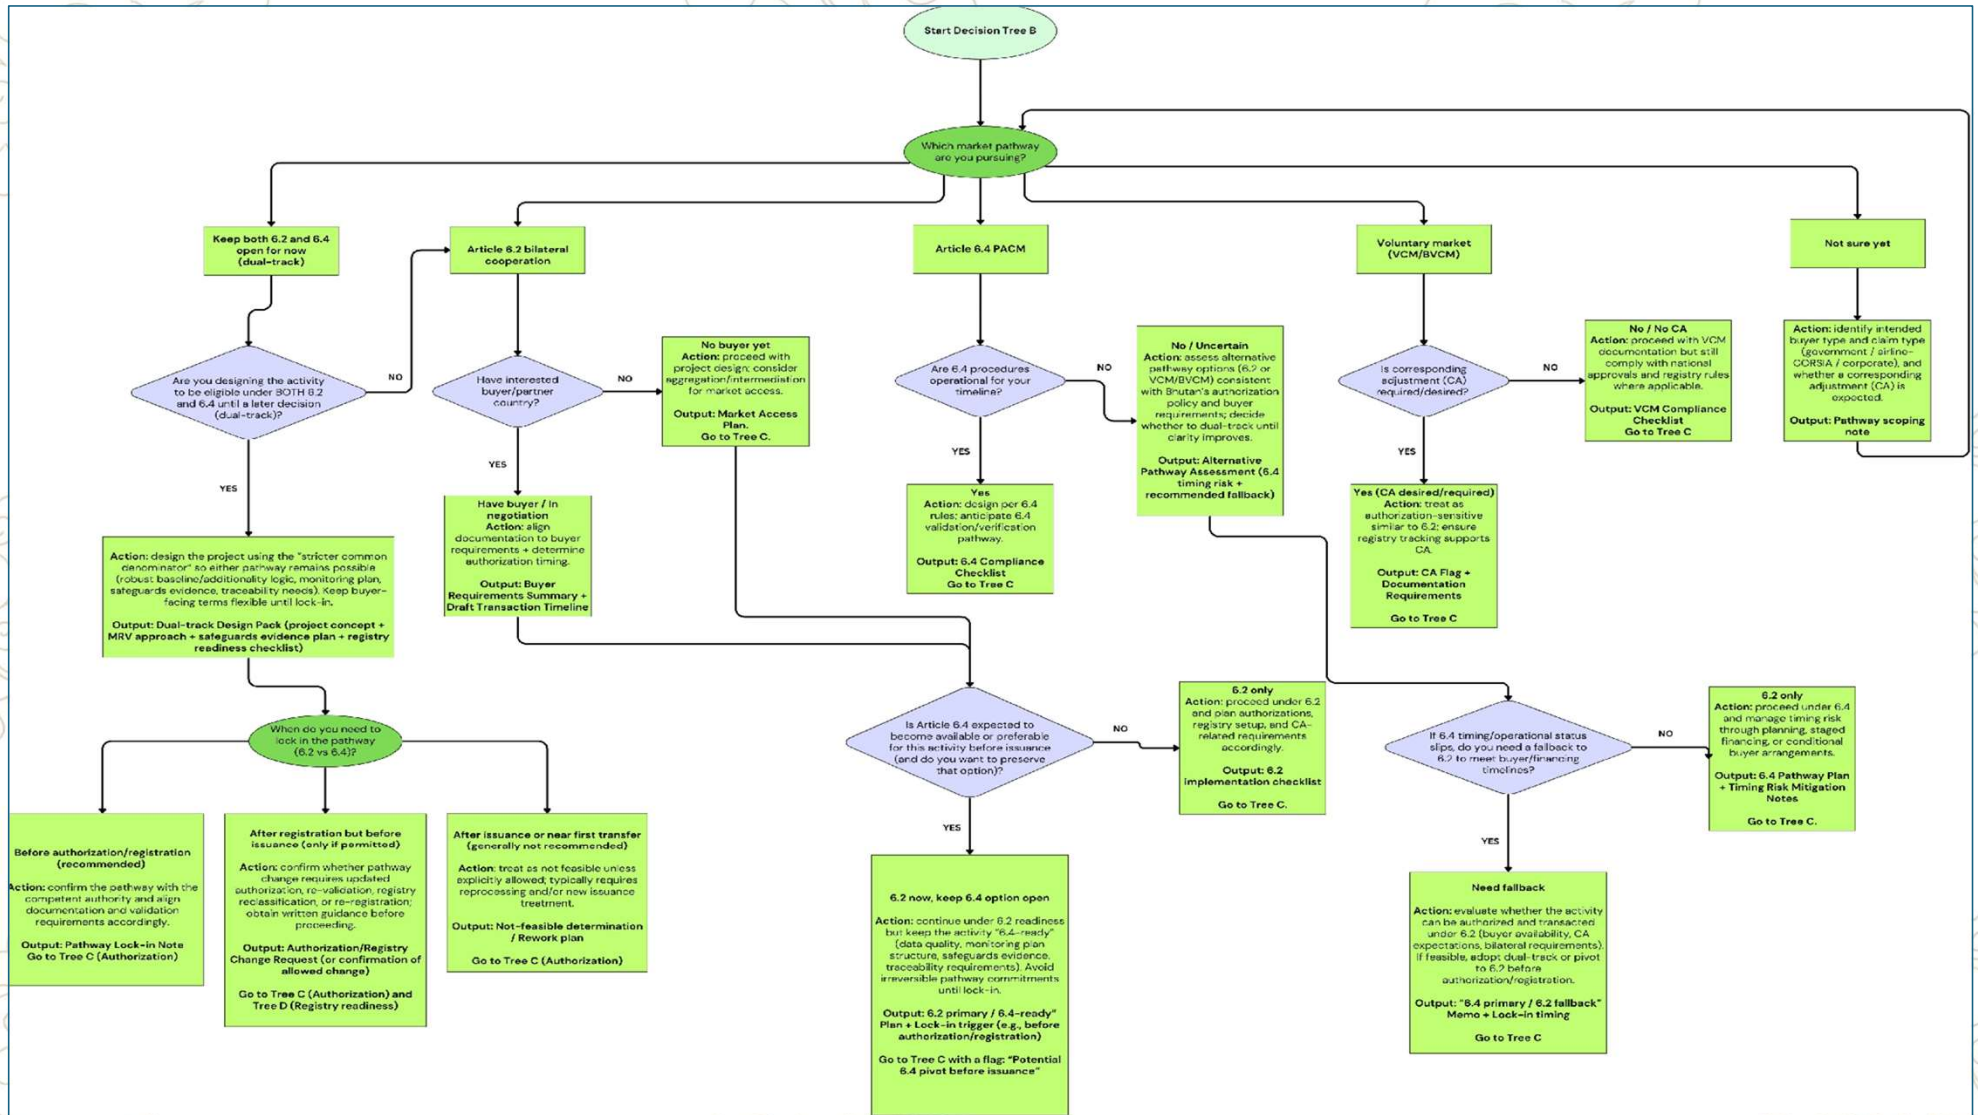 Start Decision Tree B
Which market pathway
are you pursuing?
Keep both 6.2 and 6.4
open for now
(dual-track)
Article 6.2 bilateral
cooperation
Article 6.4 PACM
Voluntary market
(VCM/BVCM)
Not sure yet
Are you designing the activity
to be eligible under BOTH 6.2
and 6.4 until a later decision
(dual-track)?
NO
YES
Have interested
buyer/partner
country?
NO
YES
No buyer yet
Action: proceed with
project design; consider
aggregation/intermediation
for market access.
Output: Market Access
Plan.
Go to Tree C.
Are 6.4 procedures
operational for your
timeline?
NO
YES
No / Uncertain
Action: assess alternative
pathway options (6.2 or
VCM/BVCM) consistent
with Bhutan's authorization
policy and buyer
requirements; decide
whether to dual-track until
clarity improves.
Output: Alternative
Pathway Assessment (6.4
timing risk +
recommended fallback)
Is corresponding
adjustment (CA)
required/desired?
NO
YES
No / No CA
Action: proceed with VCM
documentation but still
comply with national
approvals and registry rules
where applicable.
Output: VCM Compliance
Checklist
Go to Tree C
Action: identify intended
buyer type and claim type
(government / airline-
CORSIA / corporate), and
whether a corresponding
adjustment (CA) is
expected.
Output: Pathway scoping
note
Action: design the project using the "stricter common
denominator" so either pathway remains possible
(robust baseline/additionality logic, monitoring plan,
safeguards evidence, traceability needs). Keep buyer-
facing terms flexible until lock-in.
Output: Dual-track Design Pack (project concept +
MRV approach + safeguards evidence plan + registry
readiness checklist)
Have buyer / In
negotiation
Action: align
documentation to buyer
requirements + determine
authorization timing.
Output: Buyer
Requirements Summary +
Draft Transaction Timeline
Yes
Action: design per 6.4
rules; anticipate 6.4
validation/verification
pathway.
Output: 6.4 Compliance
Checklist
Go to Tree C
Yes (CA desired/required)
Action: treat as
authorization-sensitive
similar to 6.2; ensure
registry tracking supports
CA.
Output: CA Flag +
Documentation
Requirements
Go to Tree C
When do you need to
lock in the pathway
(6.2 vs 6.4)?
Is Article 6.4 expected to
become available or preferable
for this activity before issuance
(and do you want to preserve
that option)?
NO
YES
6.2 only
Action: proceed under 6.2
and plan authorizations,
registry setup, and CA-
related requirements
accordingly.
Output: 6.2
implementation checklist
Go to Tree C.
If 6.4 timing/operational status
slips, do you need a fallback to
6.2 to meet buyer/financing
timelines?
NO
YES
6.2 only
Action: proceed under 6.4
and manage timing risk
through planning, staged
financing, or conditional
buyer arrangements.
Output: 6.4 Pathway Plan
+ Timing Risk Mitigation
Notes
Go to Tree C.
Before authorization/registration
(recommended)
Action: confirm the pathway with the
competent authority and align
documentation and validation
requirements accordingly.
Output: Pathway Lock-in Note
Go to Tree C (Authorization)
After registration but before
issuance (only if permitted)
Action: confirm whether pathway
change requires updated
authorization, re-validation, registry
reclassification, or re-registration;
obtain written guidance before
proceeding.
Output: Authorization/Registry
Change Request (or confirmation of
allowed change)
Go to Tree C (Authorization) and
Tree D (Registry readiness)
After issuance or near first transfer
(generally not recommended)
Action: treat as not feasible unless
explicitly allowed; typically requires
reprocessing and/or new issuance
treatment.
Output: Not-feasible determination
/ Rework plan
Go to Tree C (Authorization)
6.2 now, keep 6.4 option open
Action: continue under 6.2 readiness
but keep the activity "6.4-ready"
(data quality, monitoring plan
structure, safeguards evidence,
traceability requirements). Avoid
irreversible pathway commitments
until lock-in.
Output: 6.2 primary / 6.4-ready"
Plan + Lock-in trigger (e.g., before
authorization/registration)
Go to Tree C with a flag: "Potential
6.4 pivot before issuance"
Need fallback
Action: evaluate whether the activity
can be authorized and transacted
under 6.2 (buyer availability, CA
expectations, bilateral requirements).
If feasible, adopt dual-track or pivot
to 6.2 before
authorization/registration.
Output: "6.4 primary / 6.2 fallback"
Memo + Lock-in timing
Go to Tree C